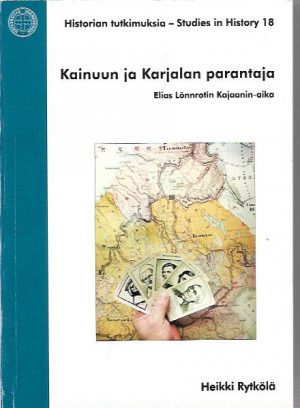 Historian tutkimuksia – Studies in History 18
Kainuun ja Karjalan parantaja
Elias Lönnrotin Kajaanin-aika
Heikki Rytkölä